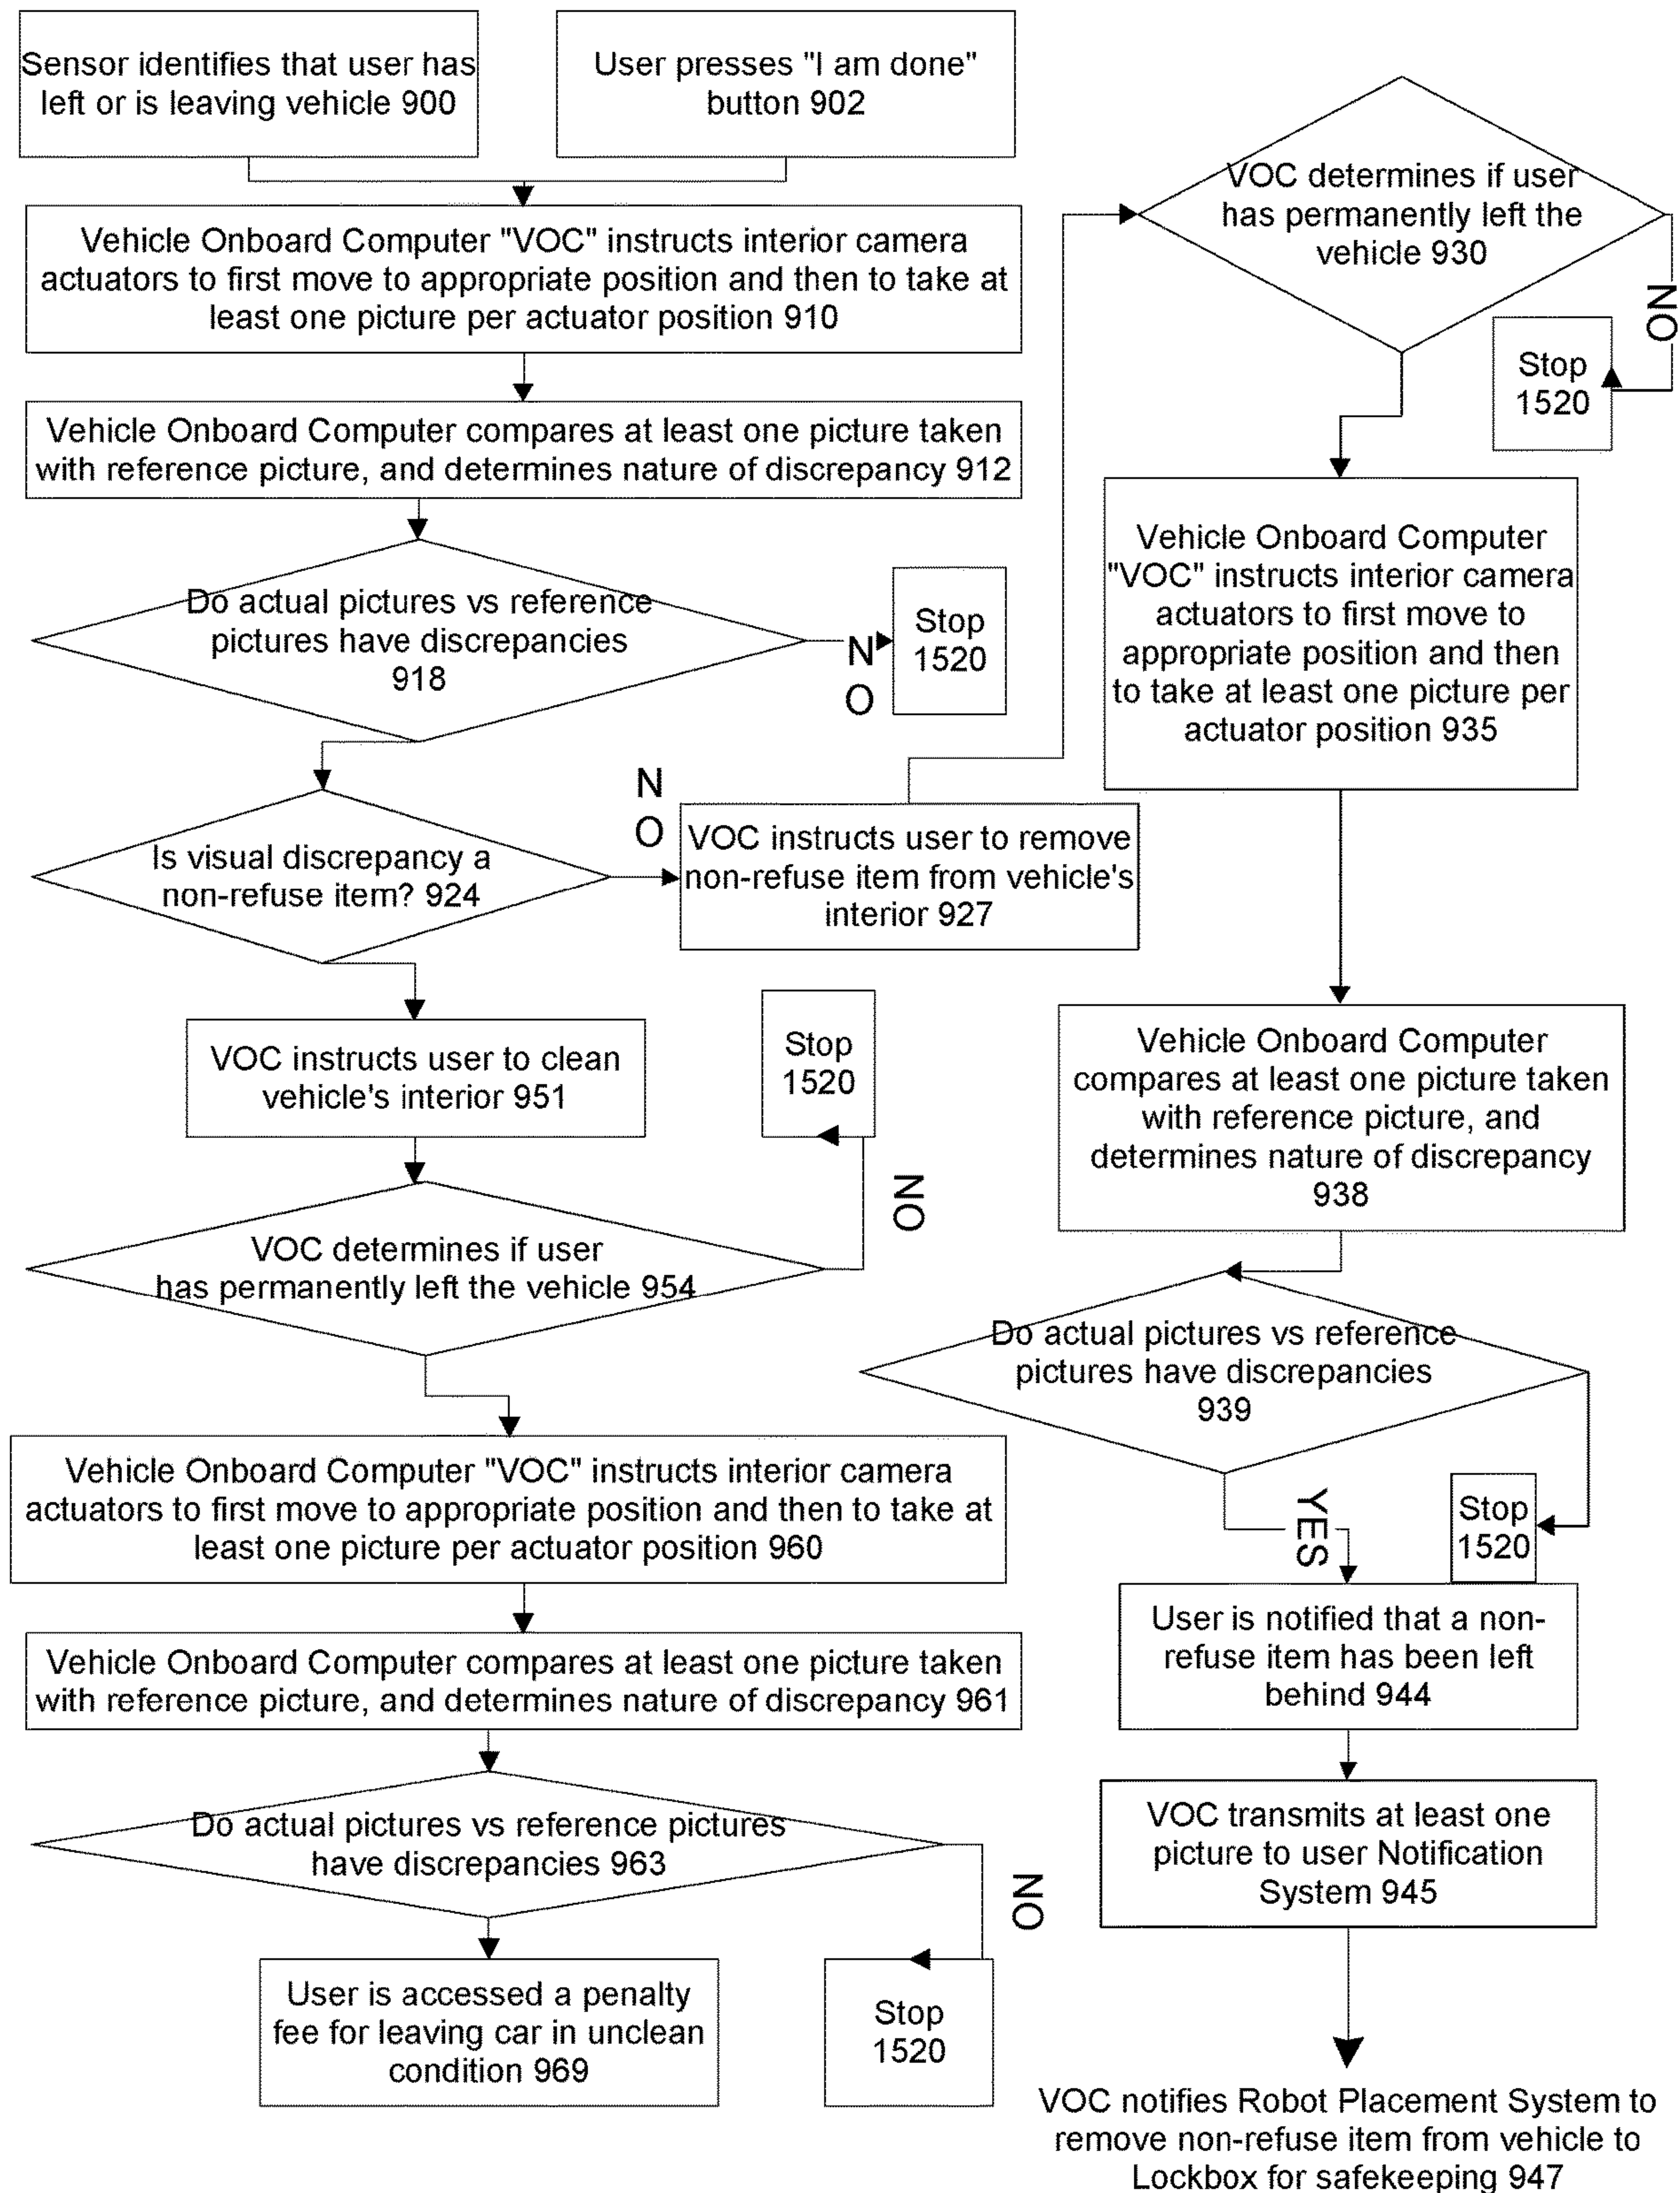 Sensor identifies that user has
left or is leaving vehicle 900
User presses "I am done"
button 902
Vehicle Onboard Computer "VOC" instructs interior camera
actuators to first move to appropriate position and then to take at
least one picture per actuator position 910
Vehicle Onboard Computer compares at least one picture taken
with reference picture, and determines nature of discrepancy 912
Do actual pictures vs reference
pictures have discrepancies
918
NO
Stop
1520
Is visual discrepancy a
non-refuse item? 924
NO
VOC instructs user to remove
non-refuse item from vehicle's
interior 927
VOC instructs user to clean
vehicle's interior 951
Stop
1520
NO
VOC determines if user
has permanently left the vehicle 954
Vehicle Onboard Computer "VOC" instructs interior camera
actuators to first move to appropriate position and then to take at
least one picture per actuator position 960
Vehicle Onboard Computer compares at least one picture taken
with reference picture, and determines nature of discrepancy 961
Do actual pictures vs reference pictures
have discrepancies 963
NO
User is accessed a penalty
fee for leaving car in unclean
condition 969
Stop
1520
VOC determines if user
has permanently left the
vehicle 930
NO
Stop
1520
Vehicle Onboard Computer
"VOC" instructs interior camera
actuators to first move to
appropriate position and then
to take at least one picture per
actuator position 935
Vehicle Onboard Computer
compares at least one picture taken
with reference picture, and
determines nature of discrepancy
938
Do actual pictures vs reference
pictures have discrepancies
939
YES
Stop
1520
User is notified that a non-
refuse item has been left
behind 944
VOC transmits at least one
picture to user Notification
System 945
VOC notifies Robot Placement System to
remove non-refuse item from vehicle to
Lockbox for safekeeping 947